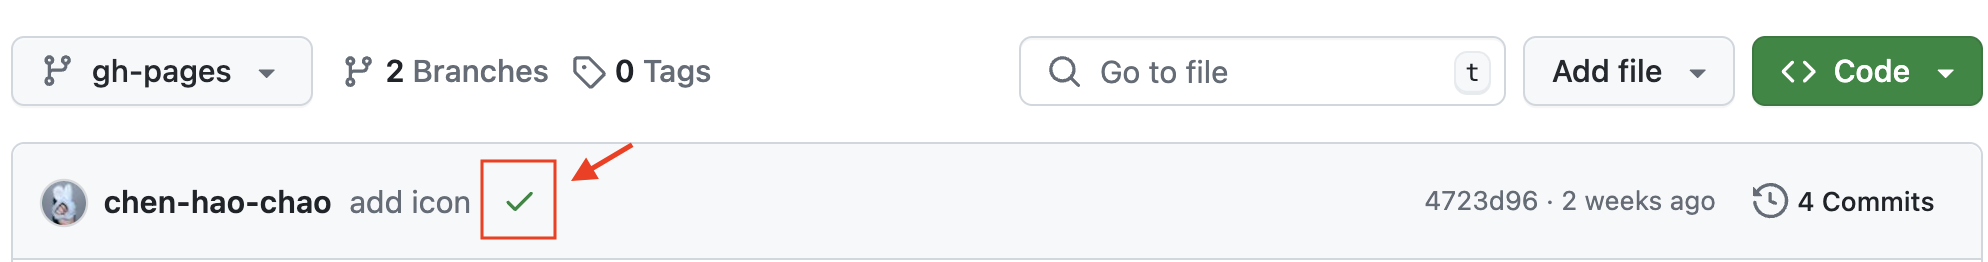 gh-pages 2 Branches 0 Tags Go to file t Add file <> Code
chen-hao-chao add icon 4723d96 · 2 weeks ago 4 Commits